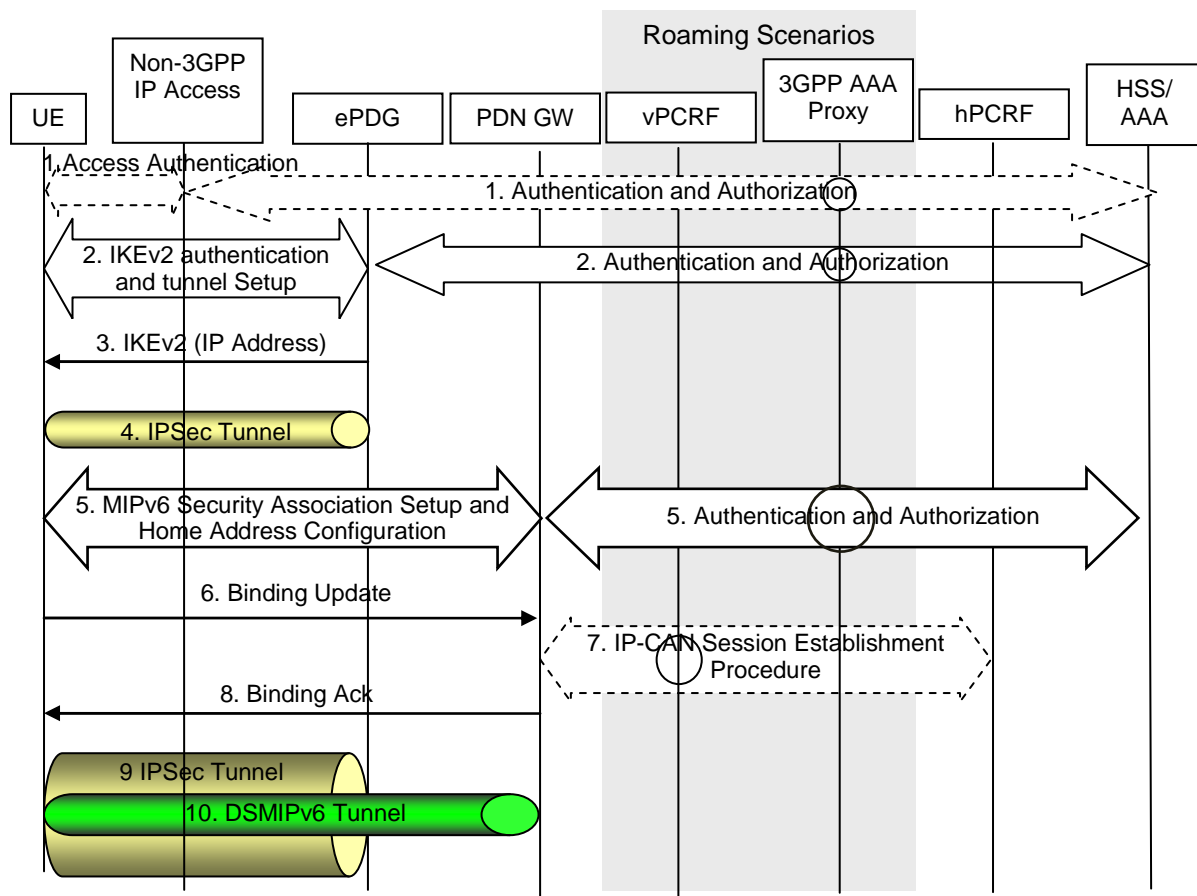 Roaming Scenarios
UE
Non-3GPP
IP Access
ePDG
PDN GW
vPCRF
3GPP AAA
Proxy
hPCRF
HSS/
AAA
1.Access Authentication
1. Authentication and Authorization
2. IKEv2 authentication
and tunnel Setup
2. Authentication and Authorization
3. IKEv2 (IP Address)
4. IPSec Tunnel
5. MIPv6 Security Association Setup and
Home Address Configuration
5. Authentication and Authorization
6. Binding Update
7. IP-CAN Session Establishment
Procedure
8. Binding Ack
9 IPSec Tunnel
10. DSMIPv6 Tunnel